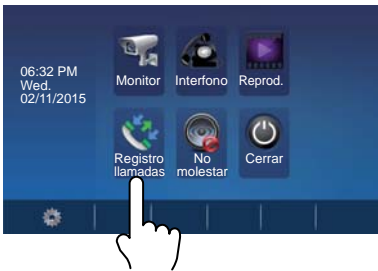 06:32 PM
Wed.
02/11/2015
Monitor
Interfono
Reprod.
Registro
llamadas
No
molestar
Cerrar